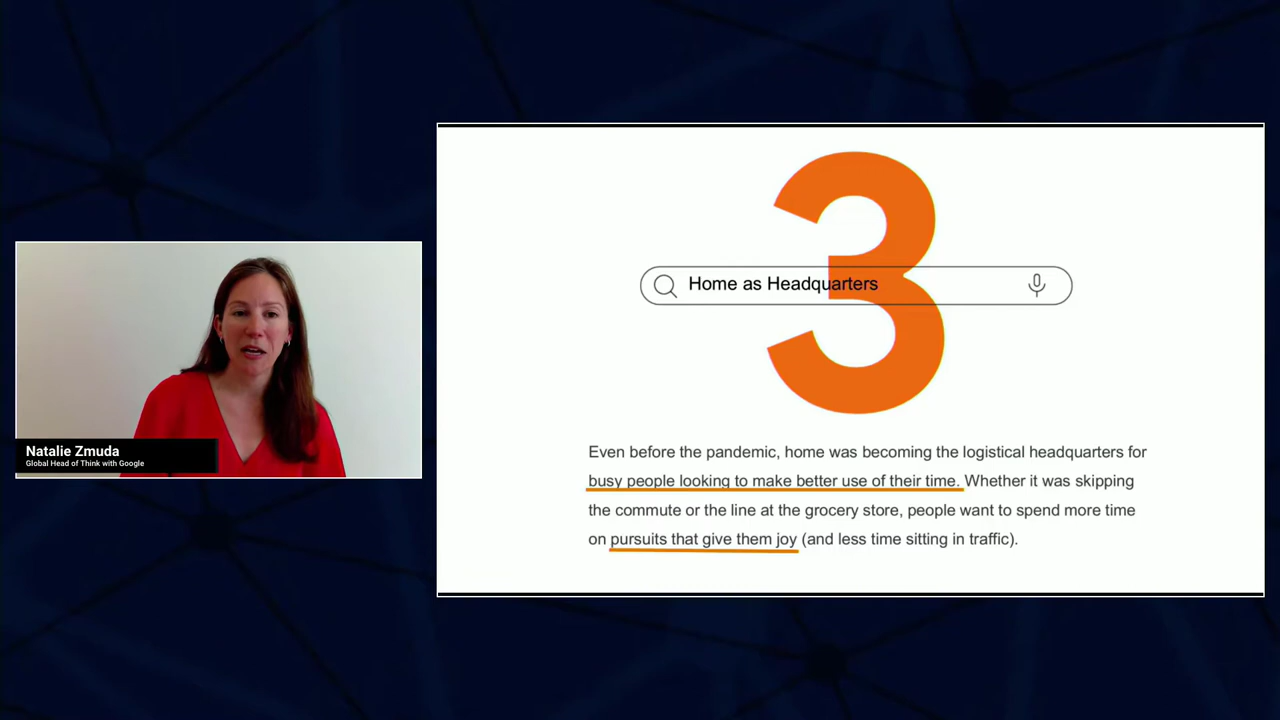 Natalie Zmuda
Global Head of Think with Google
3
Home as Headquarters
Even before the pandemic, home was becoming the logistical headquarters for
busy people looking to make better use of their time. Whether it was skipping
the commute or the line at the grocery store, people want to spend more time
on pursuits that give them joy (and less time sitting in traffic).